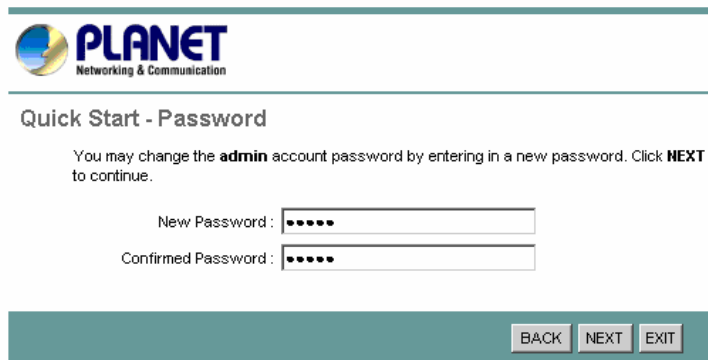 PLANET
Networking & Communication
Quick Start - Password
You may change the admin account password by entering in a new password. Click NEXT
to continue.
New Password : •••••
Confirmed Password : •••••
BACK NEXT EXIT